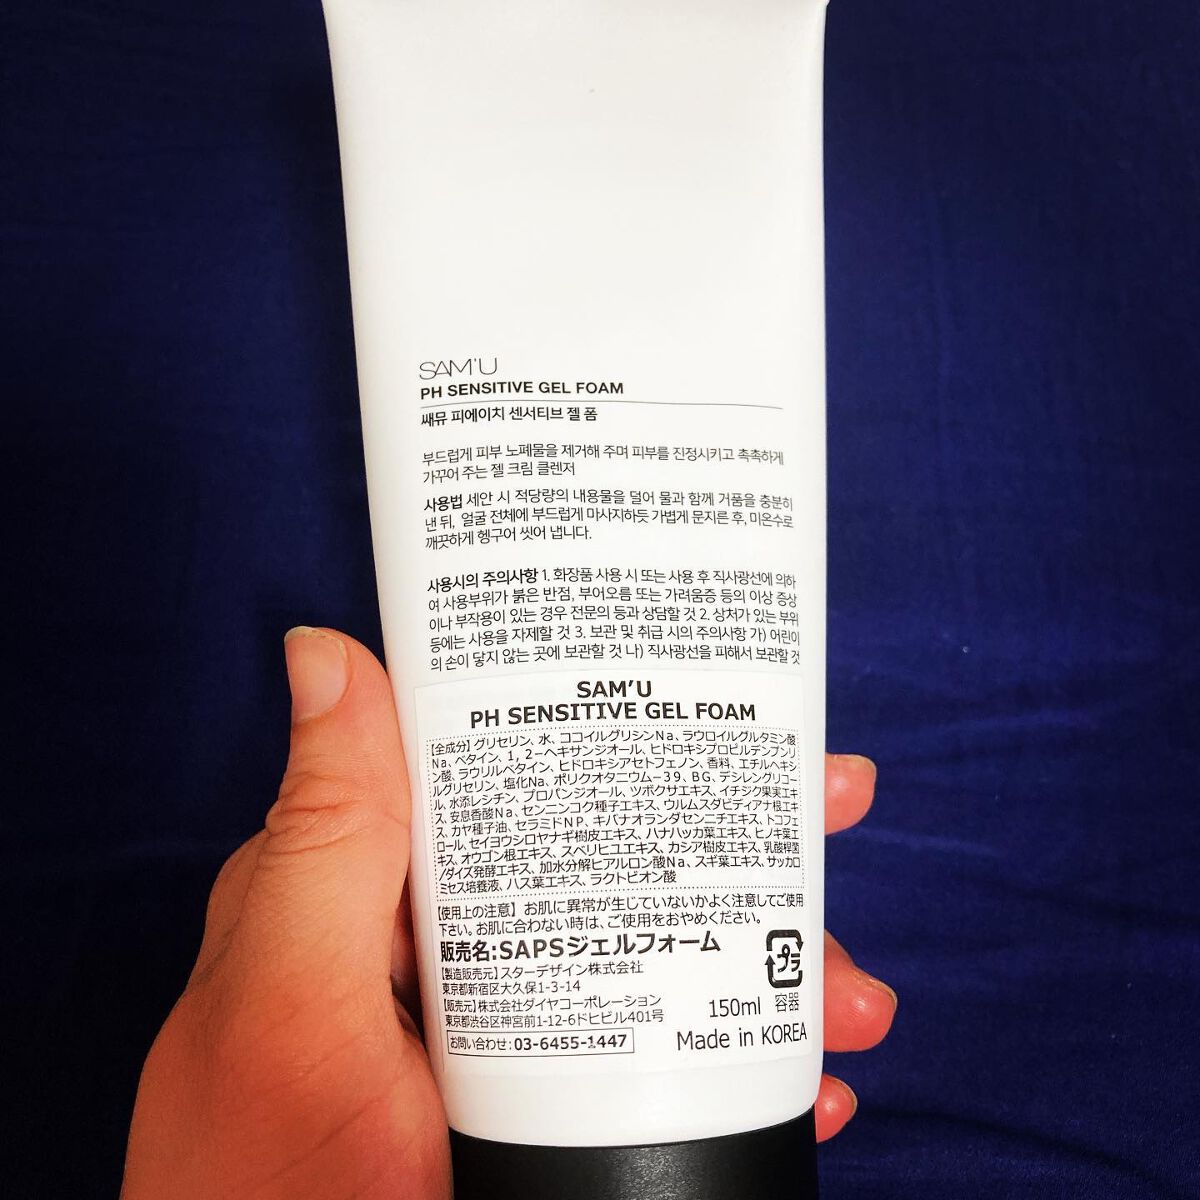 SAM'U
PH SENSITIVE GEL FOAM
쌔뮤 피에이치 센서티브 젤 폼
부드럽게 피부 노폐물을 제거해 주며 피부를 진정시키고 촉촉하게
가꾸어 주는 젤 크림 클렌저
사용법 세안 시 적당량의 내용물을 덜어 물과 함께 거품을 충분히
낸 뒤, 얼굴 전체에 부드럽게 마사지하듯 가볍게 문지른 후, 미온수로
깨끗하게 헹구어 씻어 냅니다.
사용시의 주의사항 1. 화장품 사용 시 또는 사용 후 직사광선에 의하
여 사용부위가 붉은 반점, 부어오름 또는 가려움증 등의 이상 증상
이나 부작용이 있는 경우 전문의 등과 상담할 것 2. 상처가 있는 부위
등에는 사용을 자제할 것 3. 보관 및 취급 시의 주의사항 가) 어린이
의 손이 닿지 않는 곳에 보관할 것 나) 직사광선을 피해서 보관할 것
SAM'U
PH SENSITIVE GEL FOAM
【全成分】グリセリン、水、ココイルグリシンNa、ラウロイルグルタミン酸
Na、ベタイン、1，2－ヘキサンジオール、ヒドロキシプロピルデンプンリ
ン酸、ラウリルベタイン、ヒドロキシアセトフェノン、香料、エチルヘキシ
ルグリセリン、塩化Na、ポリクオタニウム－39、BG、デシレングリコー
ル、水添レシチン、プロパンジオール、ツボクサエキス、イチジク果実エキ
ス、安息香酸Na、センニンコク種子エキス、ウルムスダビディアナ根エキ
ス、カヤ種子油、セラミドNP、キバナオランダセンニチエキス、トコフェ
ロール、セイヨウシロヤナギ樹皮エキス、ハナハッカ葉エキス、ヒノキ葉エ
キス、オウゴン根エキス、スベリヒユエキス、カシア樹皮エキス、乳酸桿菌
/ダイズ発酵エキス、加水分解ヒアルロン酸Na、スギ葉エキス、サッカロ
ミセス培養液、ハス葉エキス、ラクトビオン酸
【使用上の注意】お肌に異常が生じていないかよく注意してご使用
下さい。お肌に合わない時は、ご使用をおやめください。
販売名:SAPSジェルフォーム
【製造販売元】スターデザイン株式会社
東京都新宿区大久保1-3-14
【販売元】株式会社ダイヤコーポレーション
東京都渋谷区神宮前1-12-6ドヒビル401号
お問い合わせ:03-6455-1447
プラ
150ml 容器
Made in KOREA